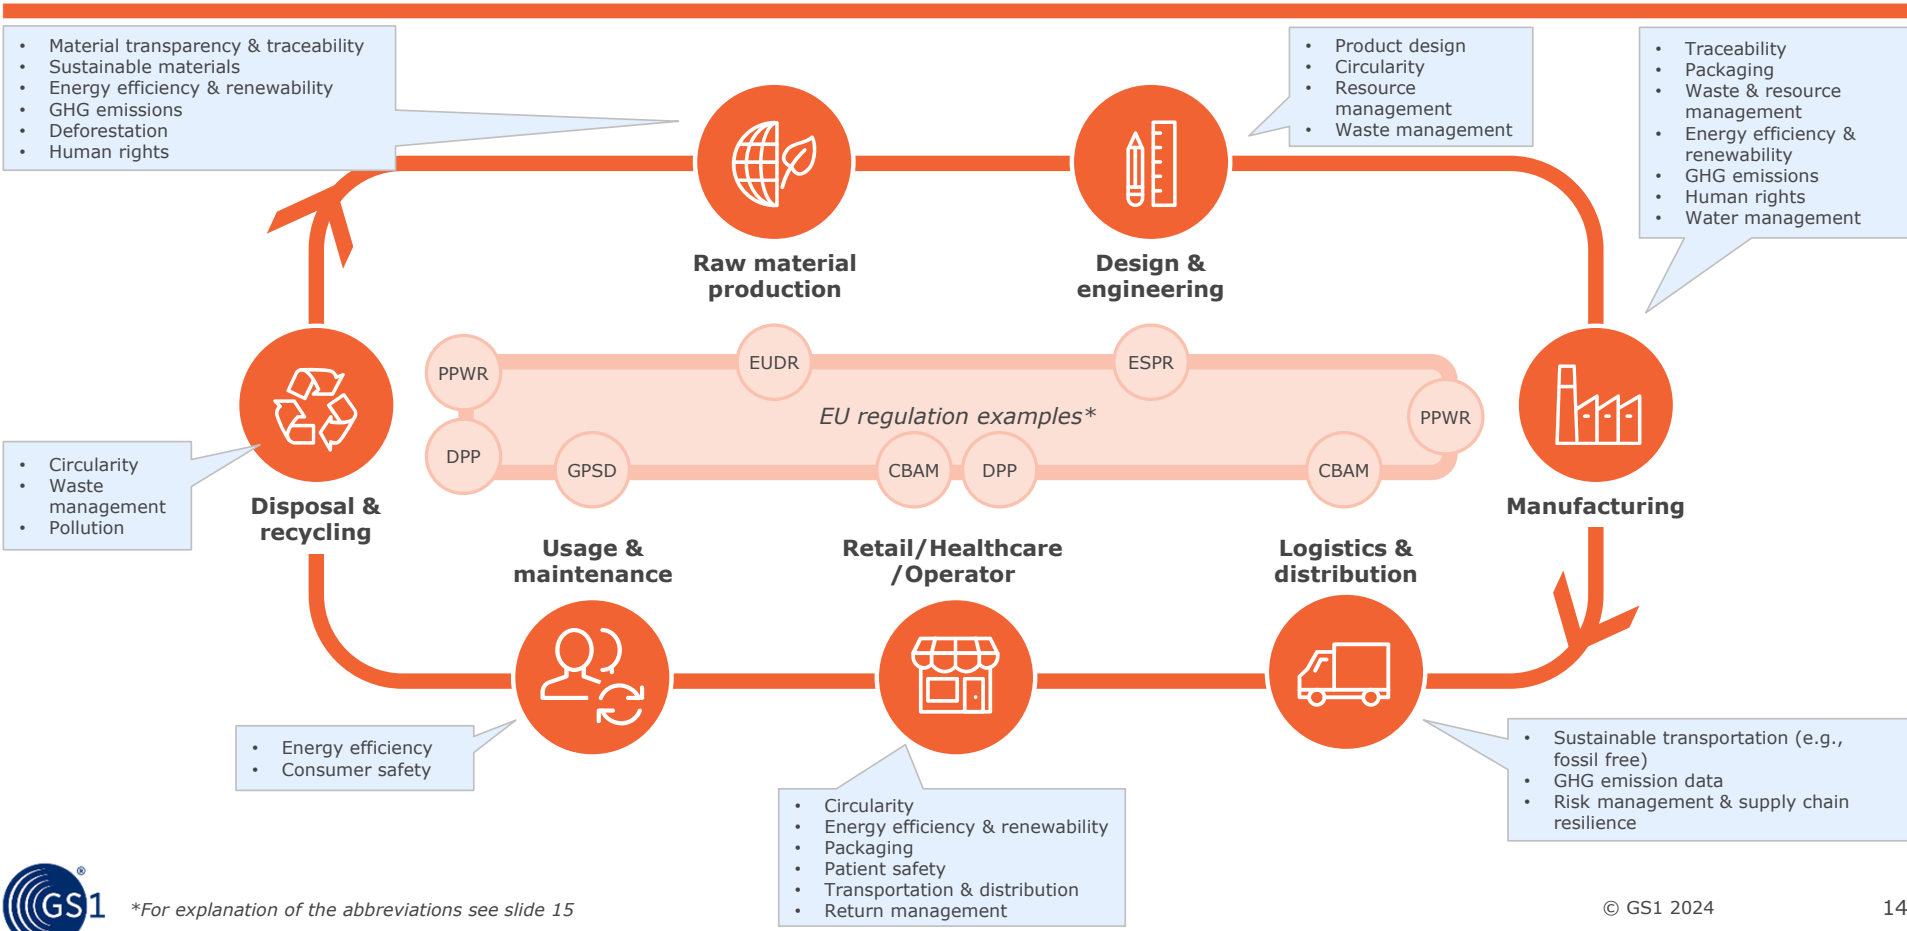 • Material transparency & traceability
• Sustainable materials
• Energy efficiency & renewability
• GHG emissions
• Deforestation
• Human rights
• Product design
• Circularity
• Resource
management
• Waste management
• Traceability
• Packaging
• Waste & resource
management
• Energy efficiency &
renewability
• GHG emissions
• Human rights
• Water management
Raw material
production
Design &
engineering
PPWR
EUDR
ESPR
PPWR
EU regulation examples*
DPP
GPSD
CBAM
DPP
CBAM
• Circularity
• Waste
management
• Pollution
Disposal &
recycling
Manufacturing
Usage &
maintenance
Retail/Healthcare
/Operator
Logistics &
distribution
• Energy efficiency
• Consumer safety
• Circularity
• Energy efficiency & renewability
• Packaging
• Patient safety
• Transportation & distribution
• Return management
• Sustainable transportation (e.g.,
fossil free)
• GHG emission data
• Risk management & supply chain
resilience
GS1 ®
*For explanation of the abbreviations see slide 15
© GS1 2024
14